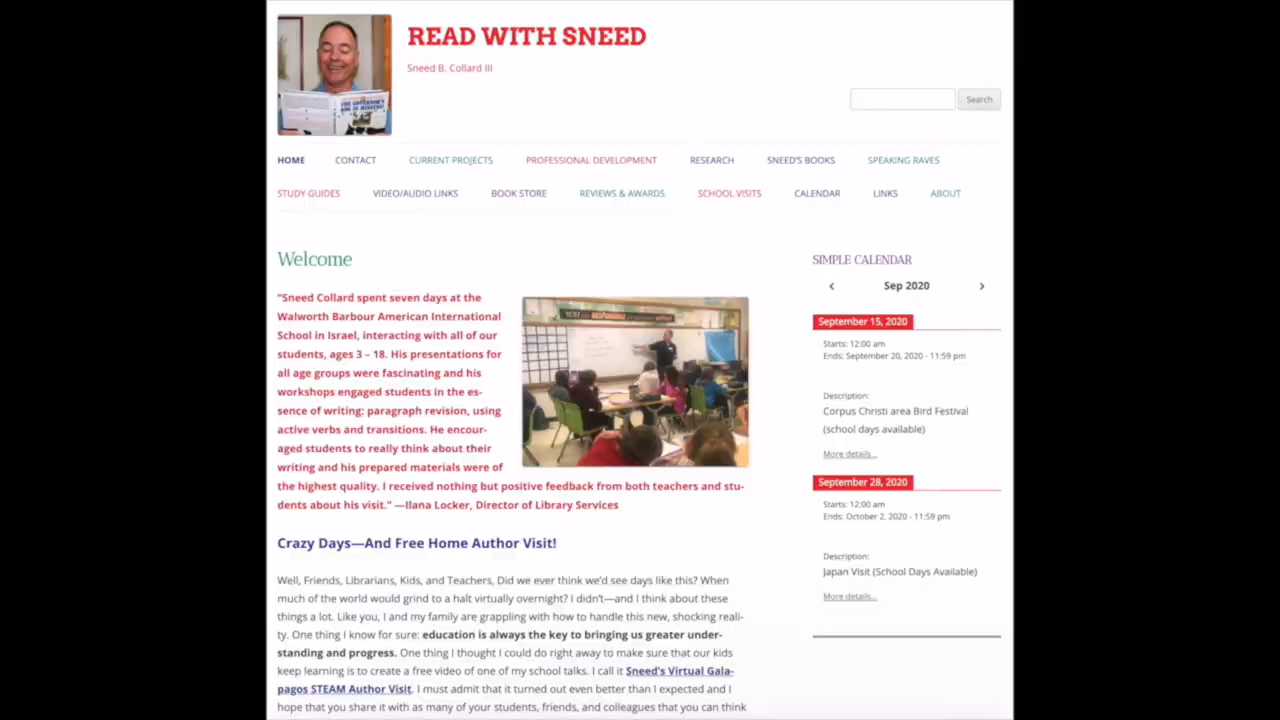 READ WITH SNEED
Sneed B. Collard III
Search
HOME CONTACT CURRENT PROJECTS PROFESSIONAL DEVELOPMENT RESEARCH SNEED'S BOOKS SPEAKING RAVES
STUDY GUIDES VIDEO/AUDIO LINKS BOOK STORE REVIEWS & AWARDS SCHOOL VISITS CALENDAR LINKS ABOUT
Welcome
"Sneed Collard spent seven days at the
Walworth Barbour American International
School in Israel, interacting with all of our
students, ages 3 – 18. His presentations for
all age groups were fascinating and his
workshops engaged students in the es-
sence of writing: paragraph revision, using
active verbs and transitions. He encour-
aged students to really think about their
writing and his prepared materials were of
the highest quality. I received nothing but positive feedback from both teachers and stu-
dents about his visit." —Ilana Locker, Director of Library Services
Crazy Days—And Free Home Author Visit!
Well, Friends, Librarians, Kids, and Teachers, Did we ever think we'd see days like this? When
much of the world would grind to a halt virtually overnight? I didn't—and I think about these
things a lot. Like you, I and my family are grappling with how to handle this new, shocking reali-
ty. One thing I know for sure: education is always the key to bringing us greater under-
standing and progress. One thing I thought I could do right away to make sure that our kids
keep learning is to create a free video of one of my school talks. I call it Sneed's Virtual Gala-
pagos STEAM Author Visit. I must admit that it turned out even better than I expected and I
hope that you share it with as many of your students, friends, and colleagues that you can think
SIMPLE CALENDAR
Sep 2020
September 15, 2020
Starts: 12:00 am
Ends: September 20, 2020 - 11:59 pm
Description:
Corpus Christi area Bird Festival
(school days available)
More details...
September 28, 2020
Starts: 12:00 am
Ends: October 2, 2020 - 11:59 pm
Description:
Japan Visit (School Days Available)
More details...